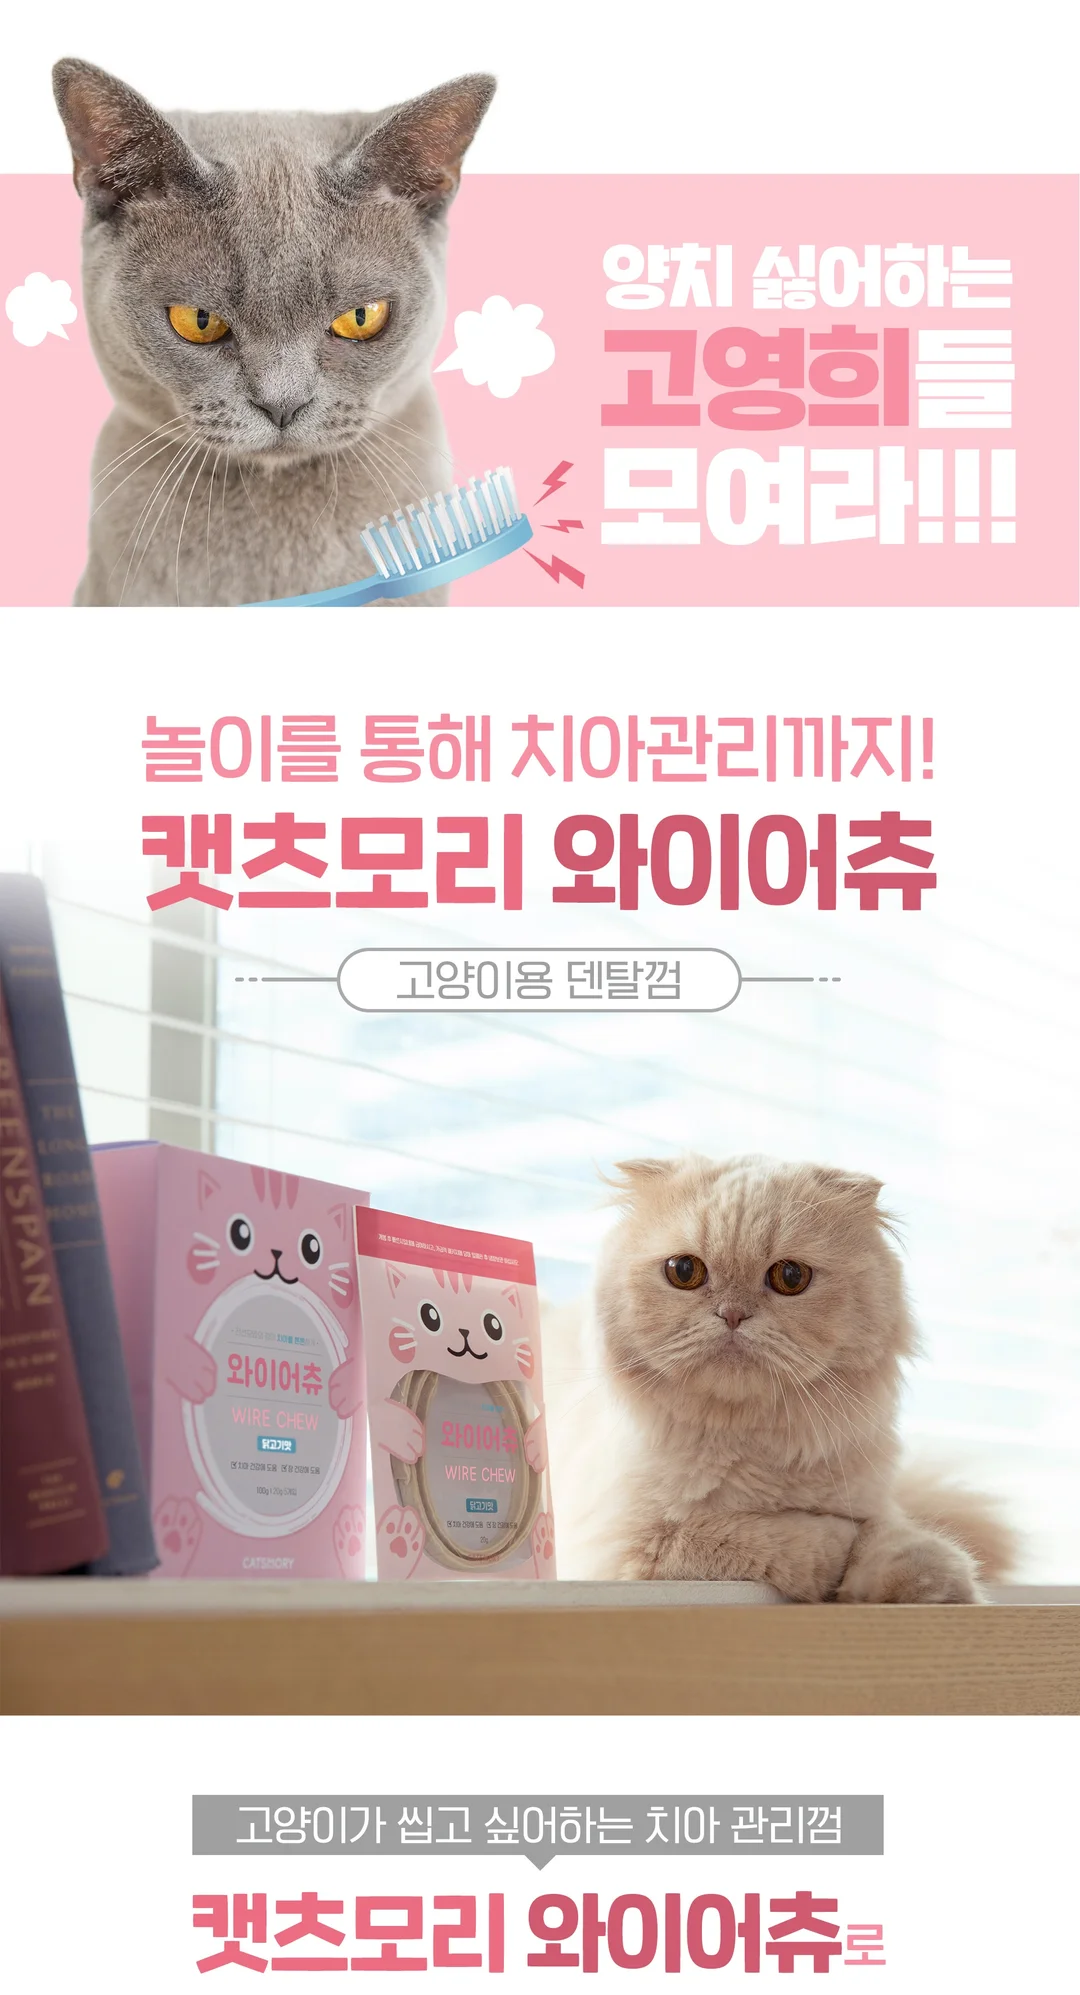 양치 싫어하는
고영희들
모여라!!!
놀이를 통해 치아관리까지!
캣츠모리 와이어츄
고양이용 덴탈껌
GREENSPAN
THE
와이어츄
WIRE CHEW
닭고기맛
CATSMORY
와이어츄
WIRE CHEW
닭고기맛
25g
고양이가 씹고 싶어하는 치아 관리껌
캣츠모리 와이어츄로